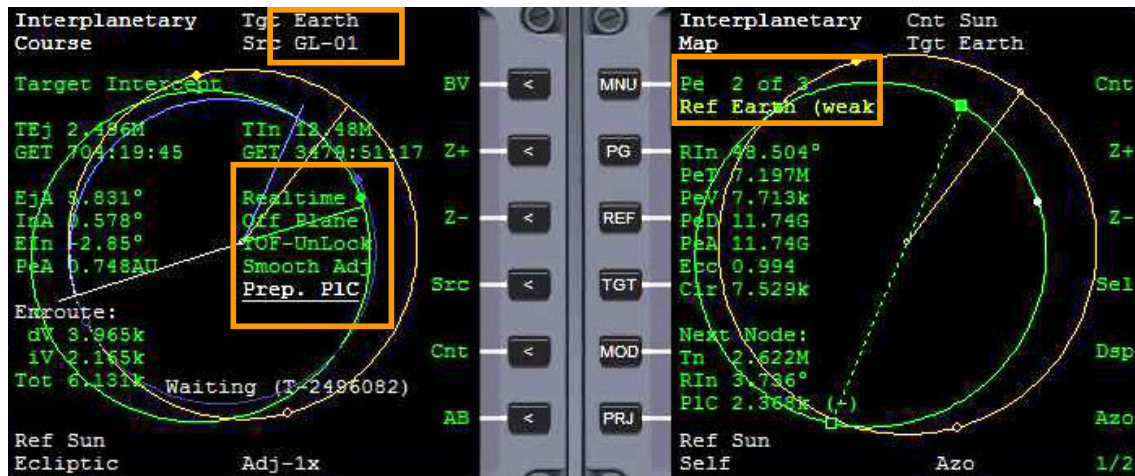 Interplanetary Tgt Earth
Course Src GL-01
Target Intercept BV
TEj 2.496M TIn 12.48M
GET 704:19:45 GET 3479:51:17 Z+
EjA 5.831° Realtime
InA 0.578° Off Plane Z-
EIn -2.85° TOF-UnLock
PeA 0.748AU Smooth Adj Src
Prep. PlC
Enroute:
dV 3.965k Cnt
iV 2.165k
Tot 6.131k Waiting (T-2496082)
AB
Ref Sun
Ecliptic Adj-1x
< MNU
< PG
< REF
< TGT
< MOD
< PRJ
Interplanetary Cnt Sun
Map Tgt Earth
Pe 2 of 3 Cnt
Ref Earth (weak
RIn 98.504° Z+
PeT 7.197M
PeV 7.713k
PeD 11.74G Z-
PeA 11.74G
Ecc 0.994
Cir 7.529k Sel
Next Node:
Tn 2.622M Dsp
RIn 3.736°
PlC 2.368k (-)
Azo
Ref Sun
Self Azo 1/2